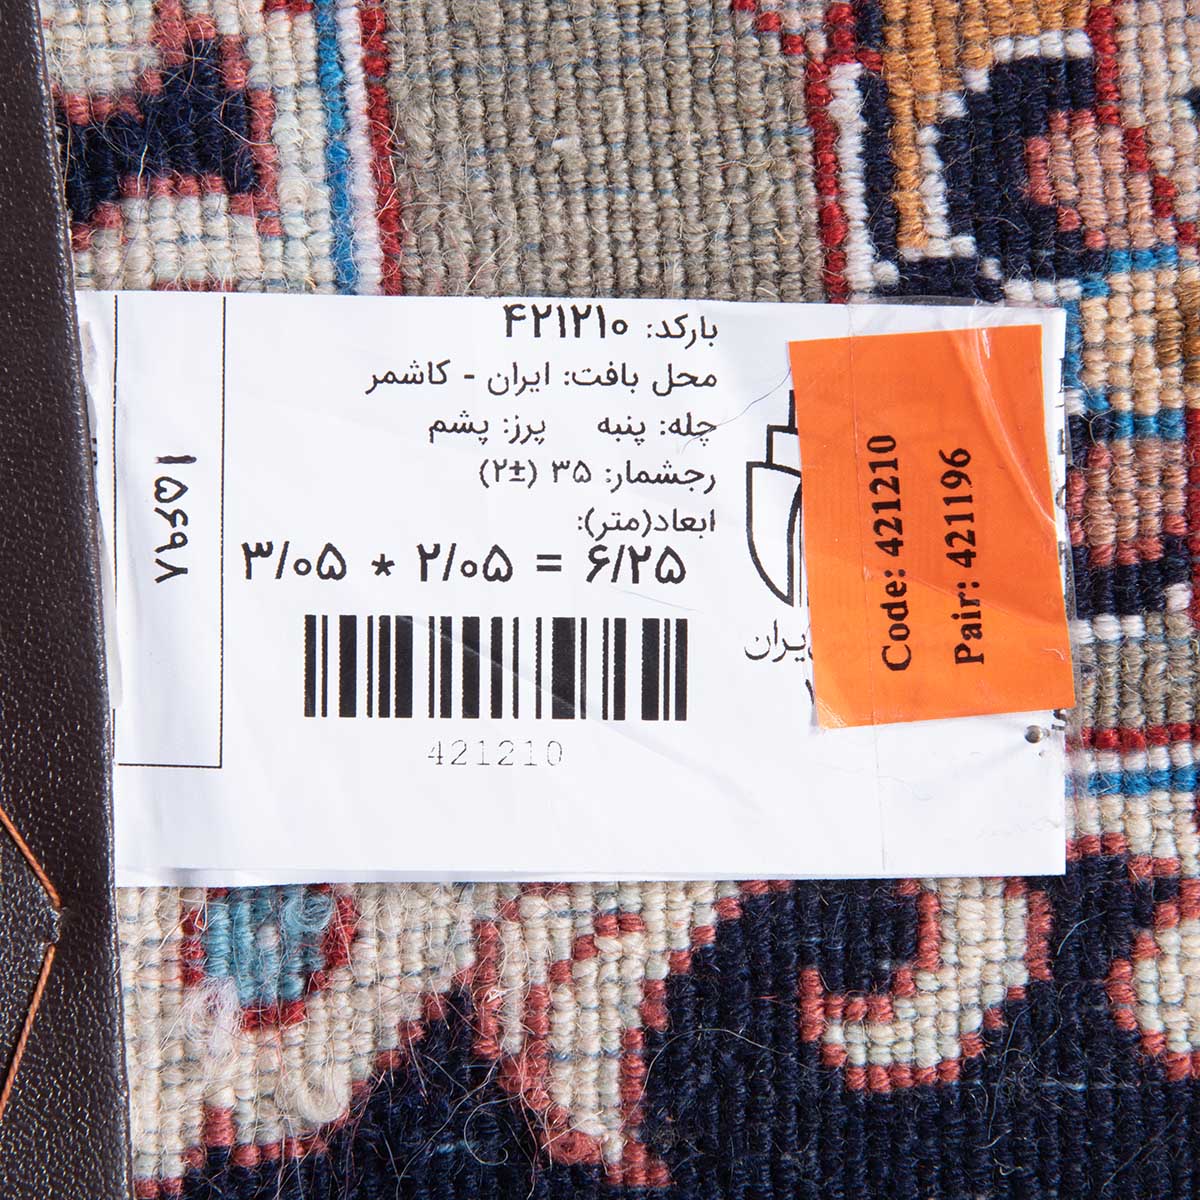 بارکد: ۴۲۱۲۱۰
محل بافت: ایران - کاشمر
چله: پنبه پرز: پشم
رجشمار: ۳۵ (±۲)
ابعاد(متر):
۳/۰۵ * ۲/۰۵ = ۶/۲۵
421210
۱۵۶۹۸
Code: 421210
Pair: 421196